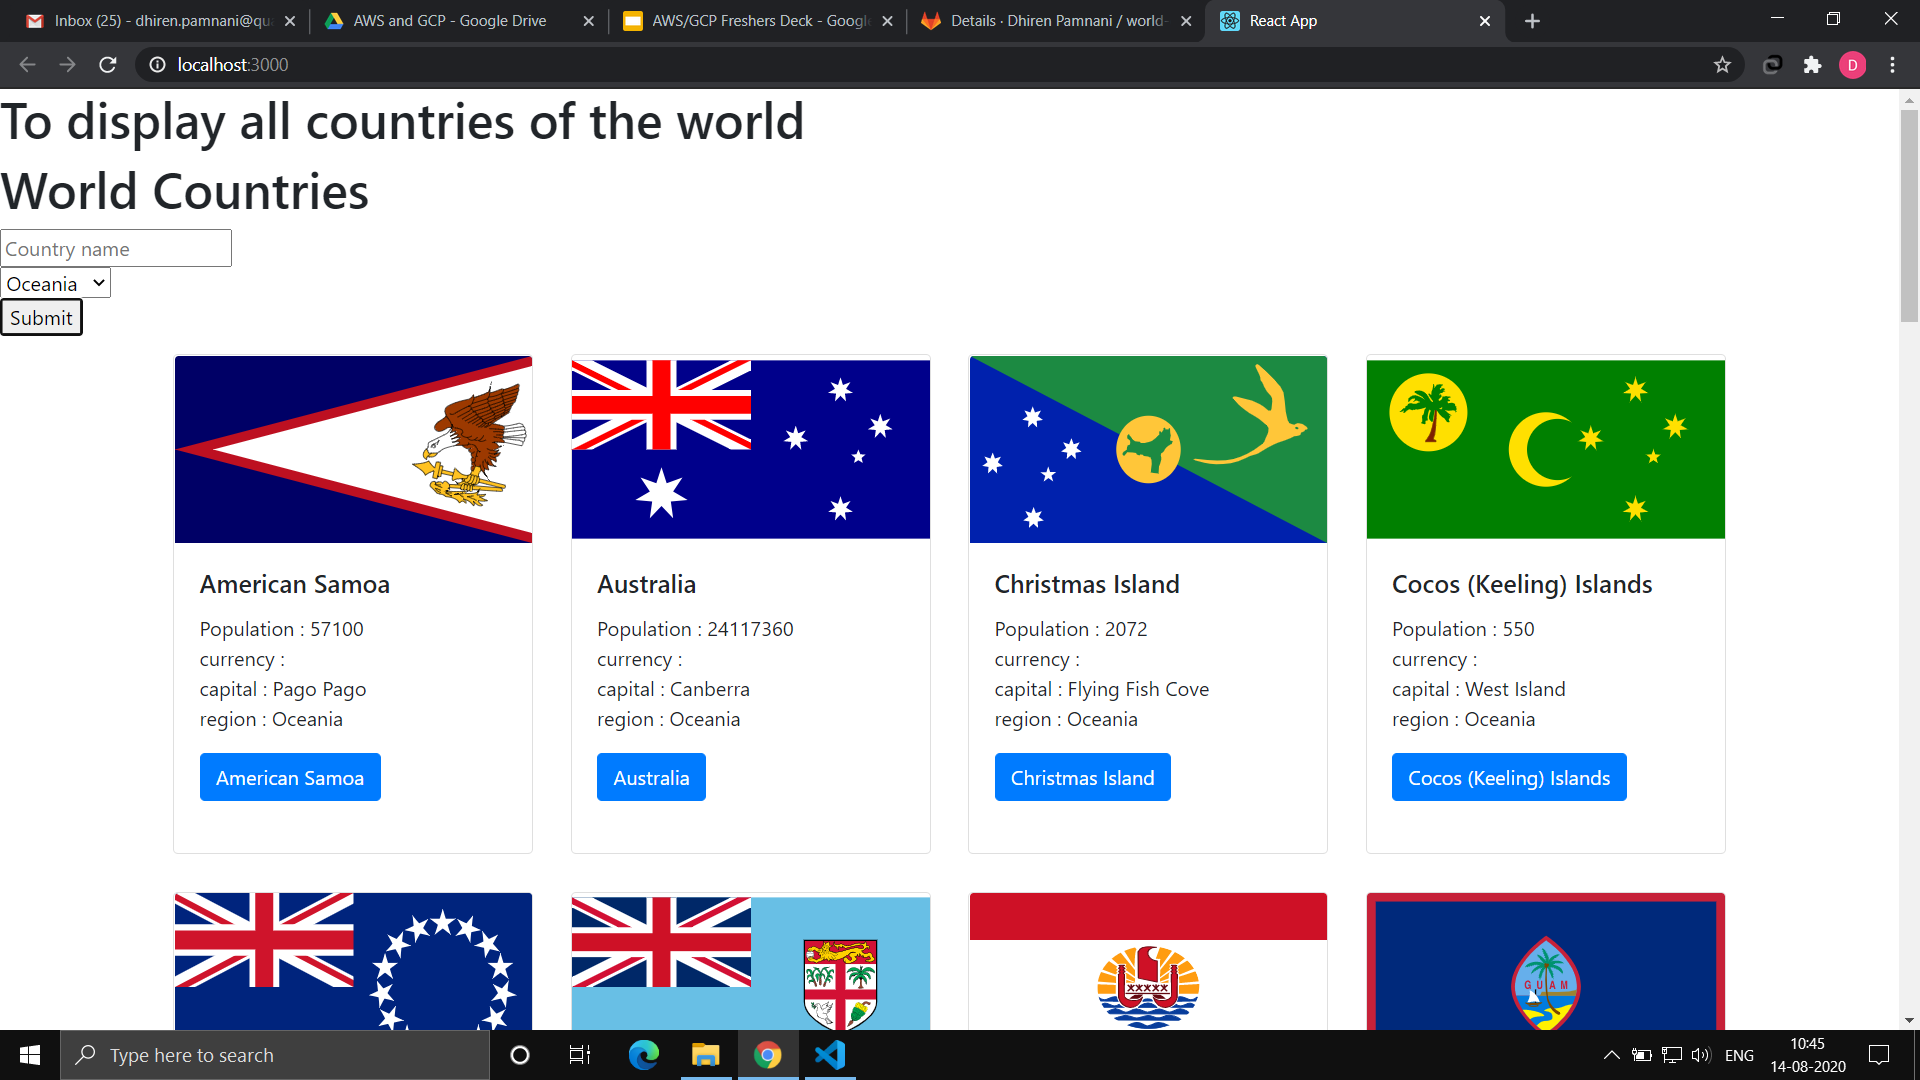 Inbox (25) - dhiren.pamnani@qu
AWS and GCP - Google Drive
AWS/GCP Freshers Deck - Googl
Details · Dhiren Pamnani / world-
React App
localhost:3000
D
To display all countries of the world
World Countries
Country name
Oceania
Submit
American Samoa
Population : 57100
currency :
capital : Pago Pago
region : Oceania
American Samoa
Australia
Population : 24117360
currency :
capital : Canberra
region : Oceania
Australia
Christmas Island
Population : 2072
currency :
capital : Flying Fish Cove
region : Oceania
Christmas Island
Cocos (Keeling) Islands
Population : 550
currency :
capital : West Island
region : Oceania
Cocos (Keeling) Islands
GUAM
Type here to search
ENG
10:45
14-08-2020